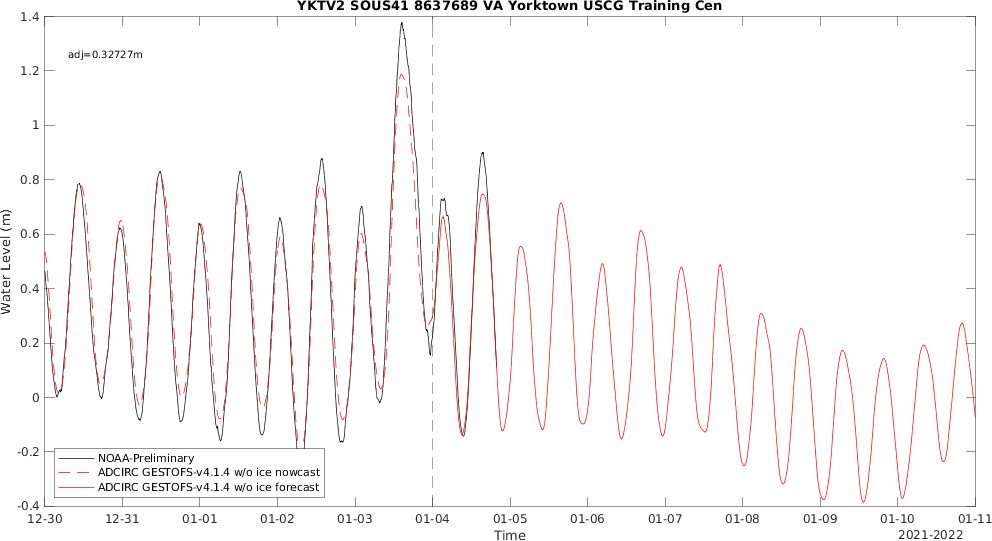 YKTV2 SOUS41 8637689 VA Yorktown USCG Training Cen
adj=0.32727m
1.4
1.2
1
0.8
0.6
0.4
0.2
0
-0.2
-0.4
Water Level (m)
NOAA-Preliminary
ADCIRC GESTOFS-v4.1.4 w/o ice nowcast
ADCIRC GESTOFS-v4.1.4 w/o ice forecast
12-30 12-31 01-01 01-02 01-03 01-04 01-05 01-06 01-07 01-08 01-09 01-10 01-11
Time
2021-2022